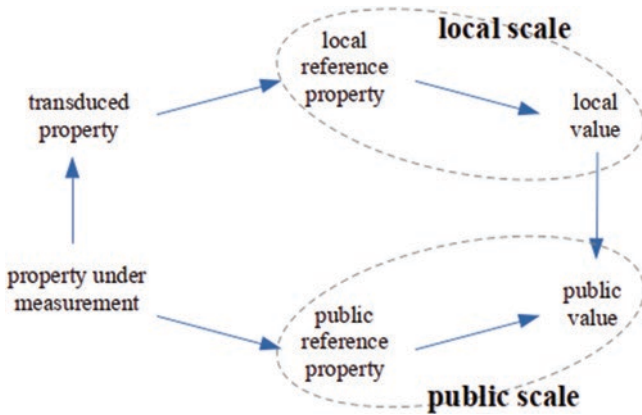 local scale
local
reference
property
transduced
property
local
value
property under
measurement
public
reference
property
public
value
public scale